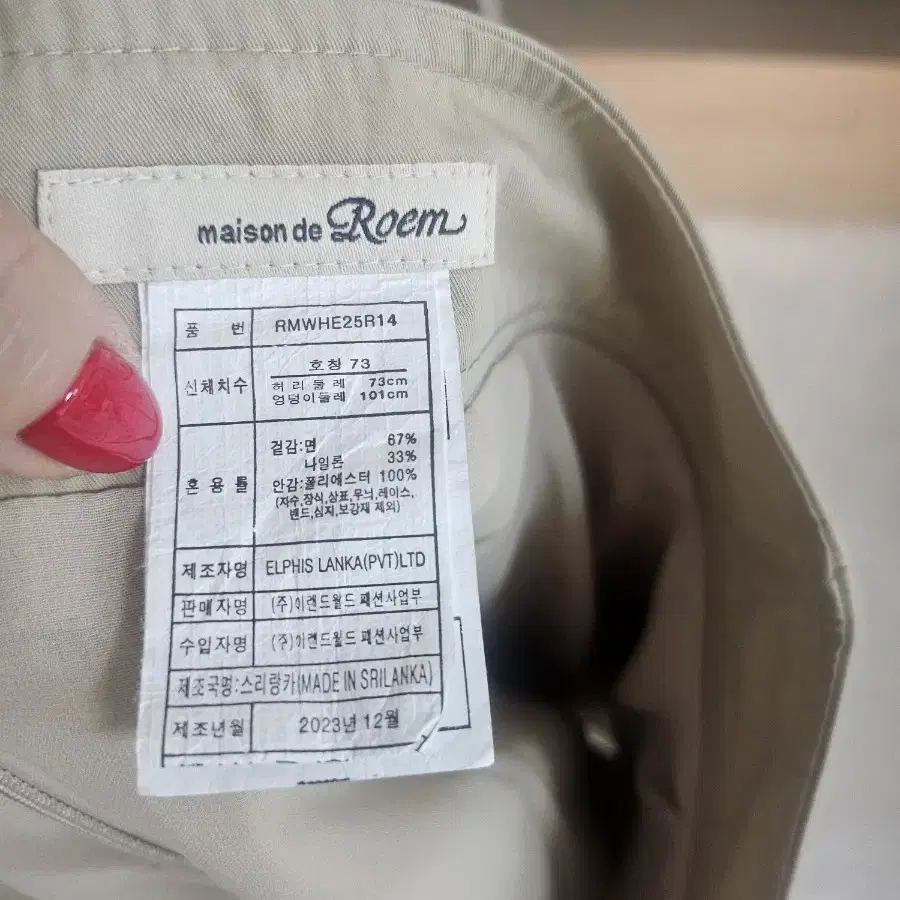 maison de Roem
품 번 RMWHE25R14
신체치수
호칭 73
허리둘레 73cm
엉덩이둘레 101cm
혼용률
겉감:면 67%
나일론 33%
안감:폴리에스터 100%
(자수,장식,상표,무늬,레이스,
밴드,심지,보강재 제외)
제조자명 ELPHIS LANKA(PVT)LTD
판매자명 (주)이랜드월드 패션사업부
수입자명 (주)이랜드월드 패션사업부
제조국명:스리랑카(MADE IN SRILANKA)
제조년월 2023년 12월